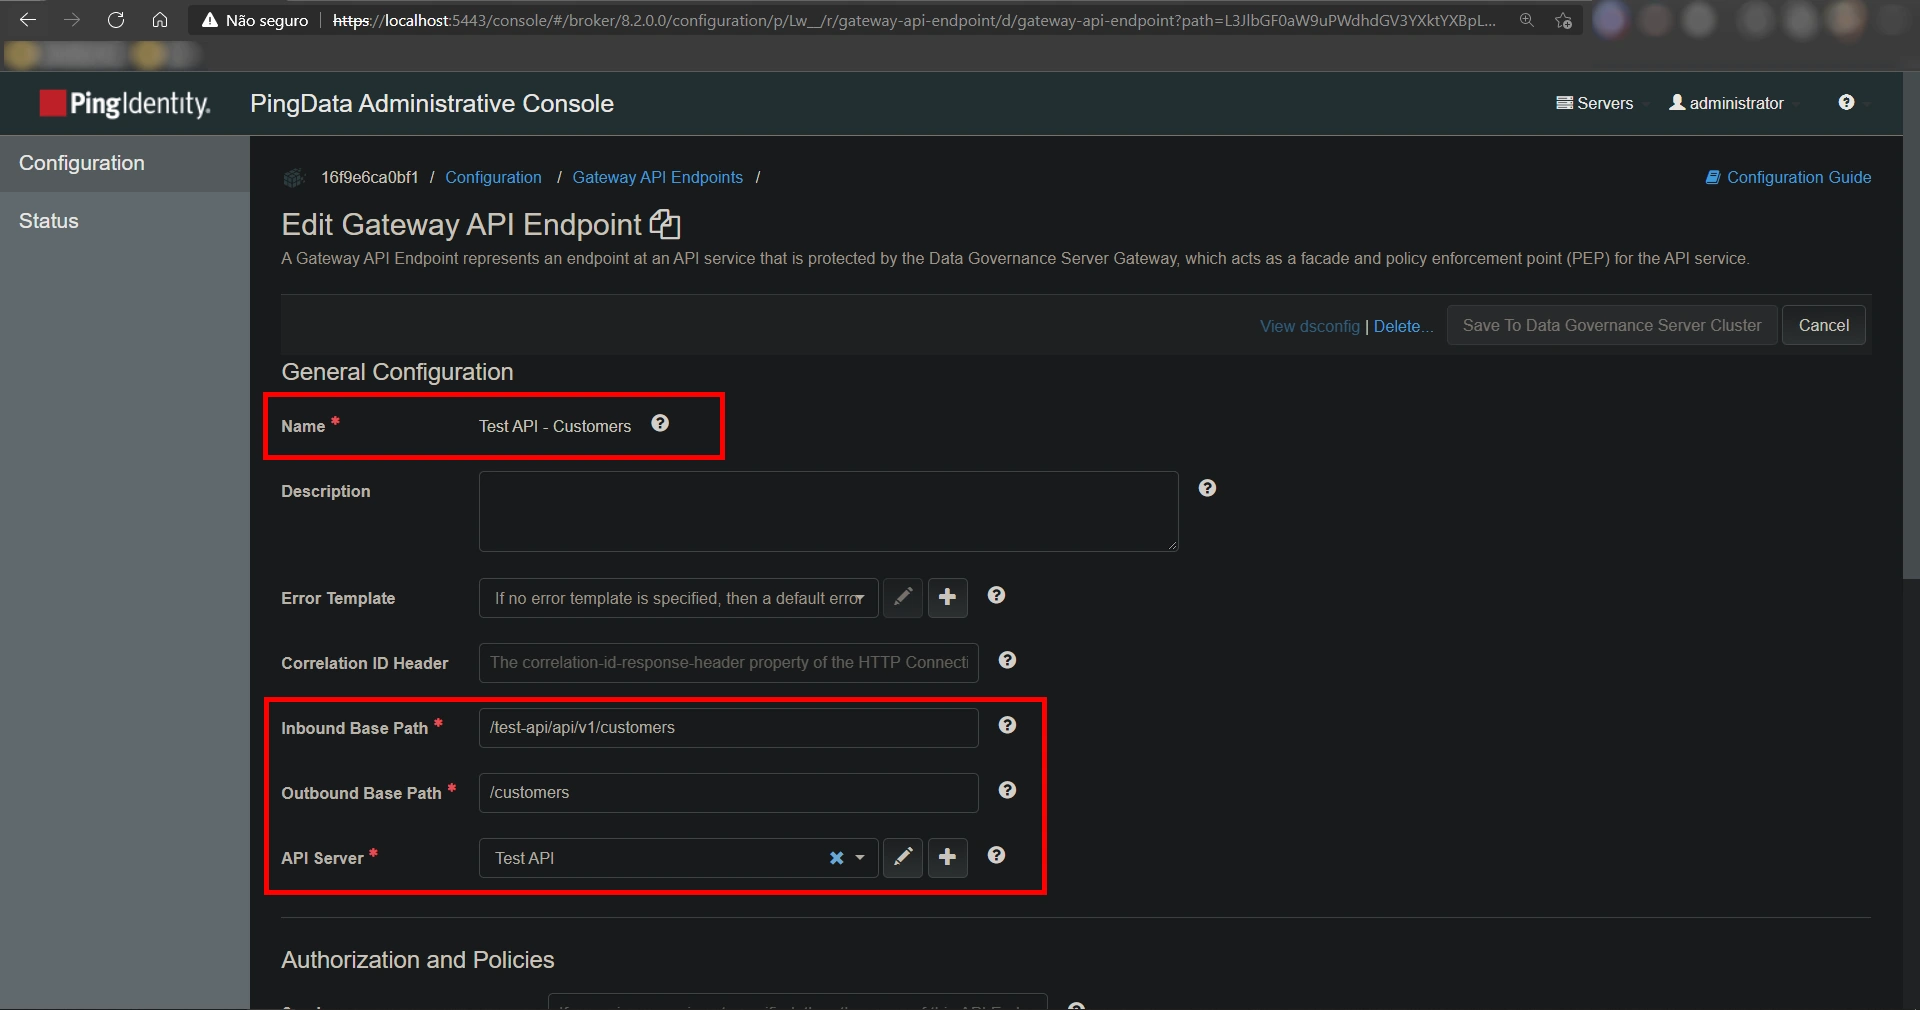 Não seguro https://localhost:5443/console/#/broker/8.2.0.0/configuration/p/Lw__/r/gateway-api-endpoint/d/gateway-api-endpoint?path=L3JlbGF0aW9uPWdhdGV3YXktYXBpL...
PingIdentity. PingData Administrative Console Servers administrator
Configuration
Status
16f9e6ca0bf1 / Configuration / Gateway API Endpoints / Configuration Guide
Edit Gateway API Endpoint
A Gateway API Endpoint represents an endpoint at an API service that is protected by the Data Governance Server Gateway, which acts as a facade and policy enforcement point (PEP) for the API service.
View dsconfig | Delete... Save To Data Governance Server Cluster Cancel
General Configuration
Name * Test API - Customers
Description
Error Template If no error template is specified, then a default error
Correlation ID Header The correlation-id-response-header property of the HTTP Connecti
Inbound Base Path * /test-api/api/v1/customers
Outbound Base Path * /customers
API Server * Test API
Authorization and Policies